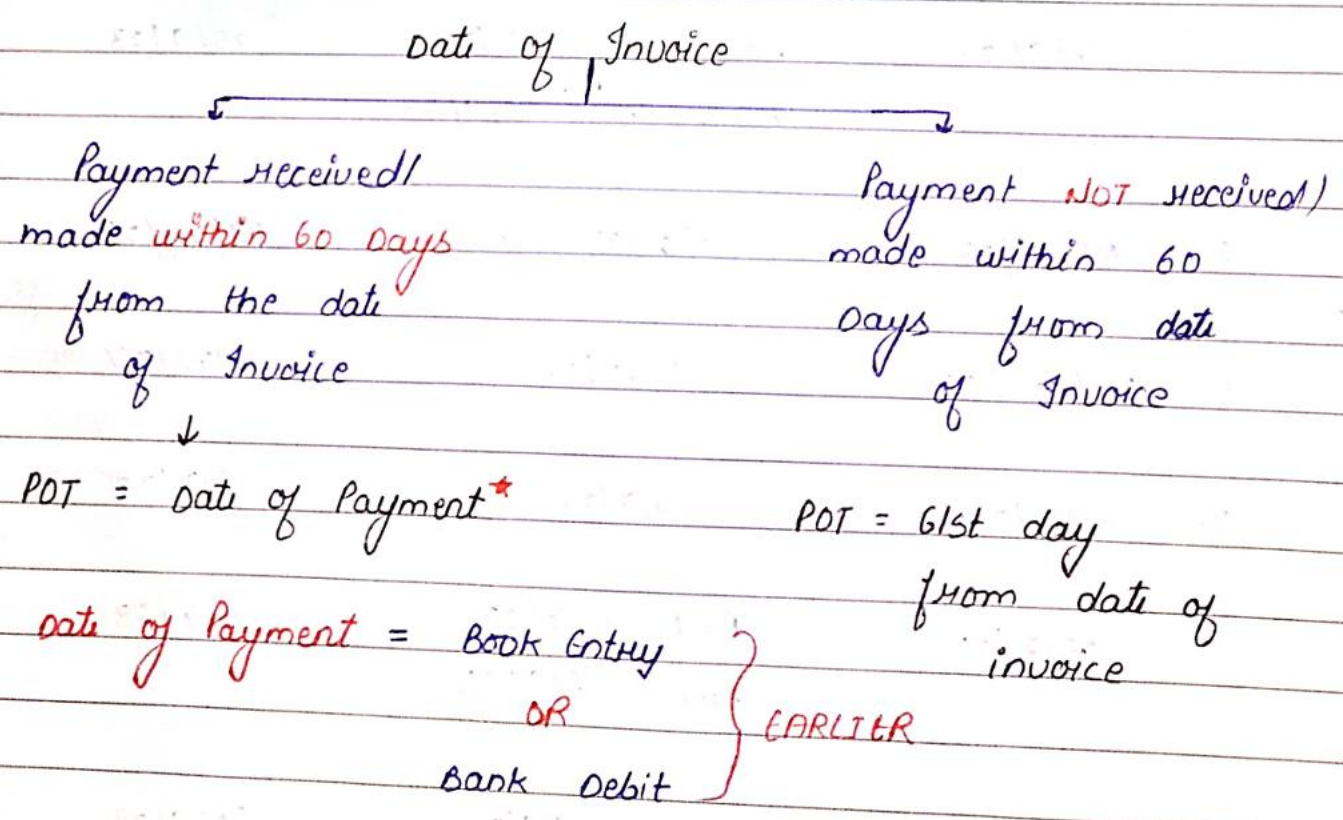 Date of Invoice
Payment received/
made within 60 Days
from the date
of Invoice
POT = Date of Payment*
Payment NOT received/
made within 60
Days from date
of Invoice
POT = 61st day
from date of
invoice
Date of Payment = Book Entry
OR
Bank Debit
EARLIER